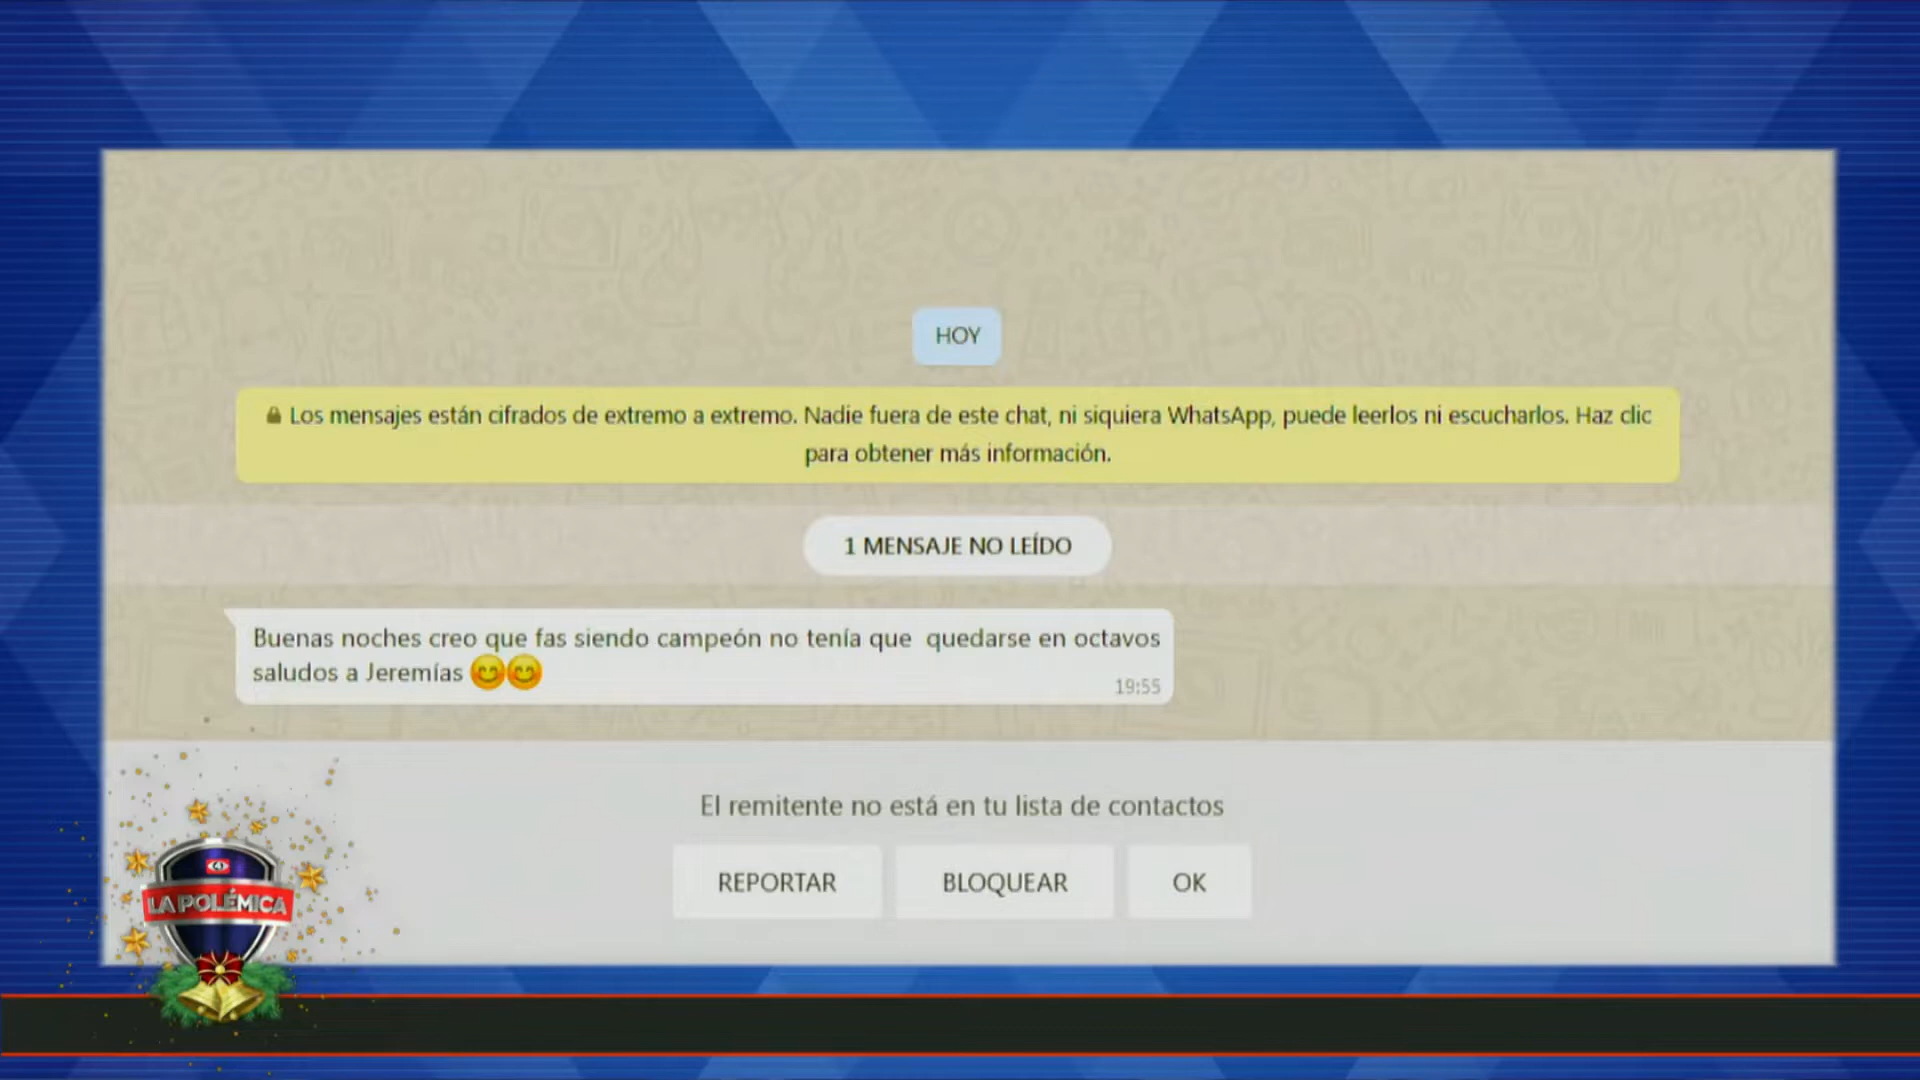 HOY
Los mensajes están cifrados de extremo a extremo. Nadie fuera de este chat, ni siquiera WhatsApp, puede leerlos ni escucharlos. Haz clic
para obtener más información.
1 MENSAJE NO LEÍDO
Buenas noches creo que fas siendo campeón no tenía que quedarse en octavos
saludos a Jeremías 😊😊
19:55
El remitente no está en tu lista de contactos
REPORTAR BLOQUEAR OK
4
LA POLÉMICA